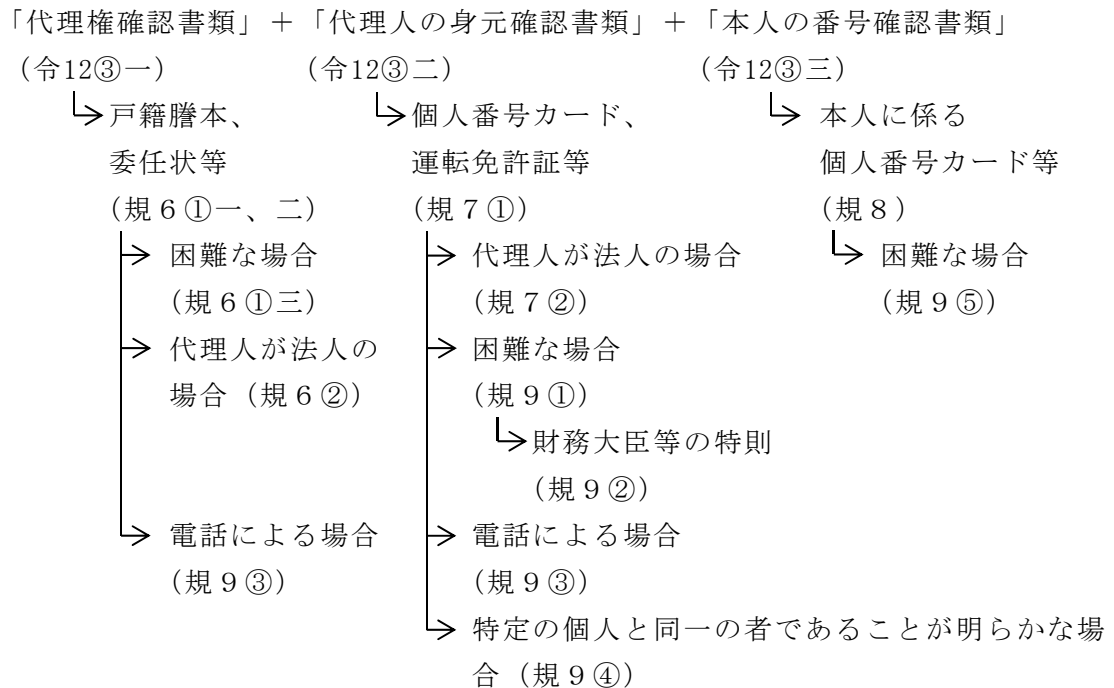 「代理権確認書類」＋「代理人の身元確認書類」＋「本人の番号確認書類」
（令12③一） （令12③二） （令12③三）
戸籍謄本、 個人番号カード、 本人に係る
委任状等 運転免許証等 個人番号カード等
（規６①一、二） （規７①） （規８）
困難な場合 代理人が法人の場合 困難な場合
（規６①三） （規７②） （規９⑤）
代理人が法人の 困難な場合
場合（規６②） （規９①）
財務大臣等の特則
（規９②）
電話による場合 電話による場合
（規９③） （規９③）
特定の個人と同一の者であることが明らかな場
合（規９④）